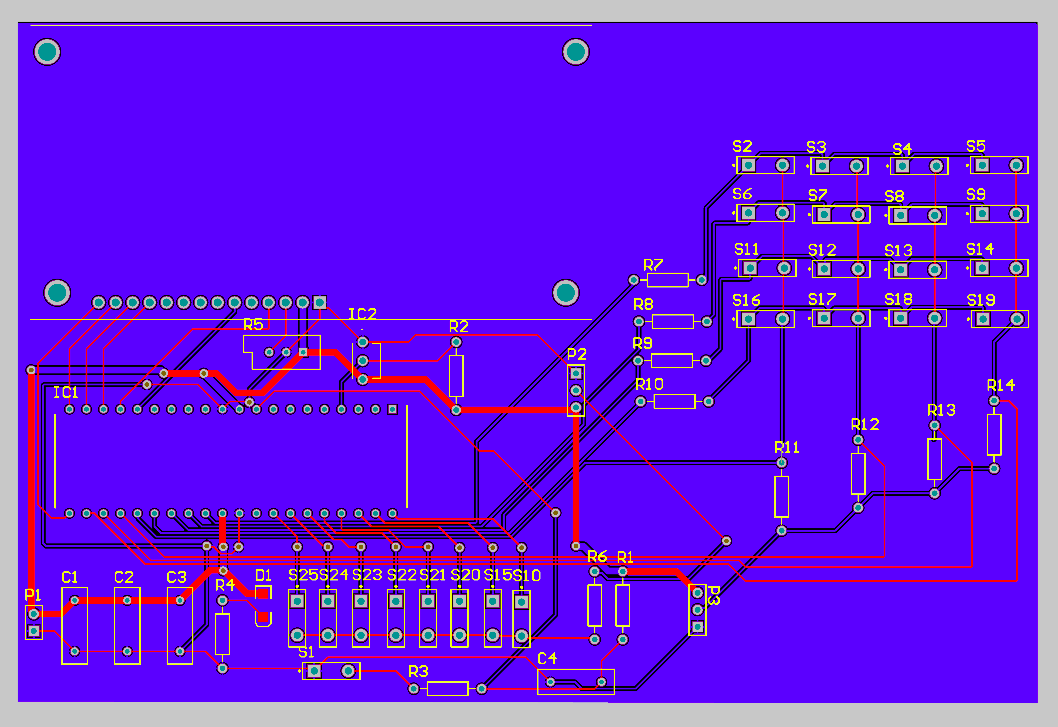 S2 S3 S4 S5
S6 S7 S8 S9
S11 S12 S13 S14
R7
S16 S17 S18 S19
R8
IC2
R5 R2
R9
P2
R10
R14
IC1
R13
R12
R11
R6 R1
C1 C2 C3 D1 S25 S24 S23 S22 S21 S20 S15 S10
R4
P1 P3
S1
C4
R3